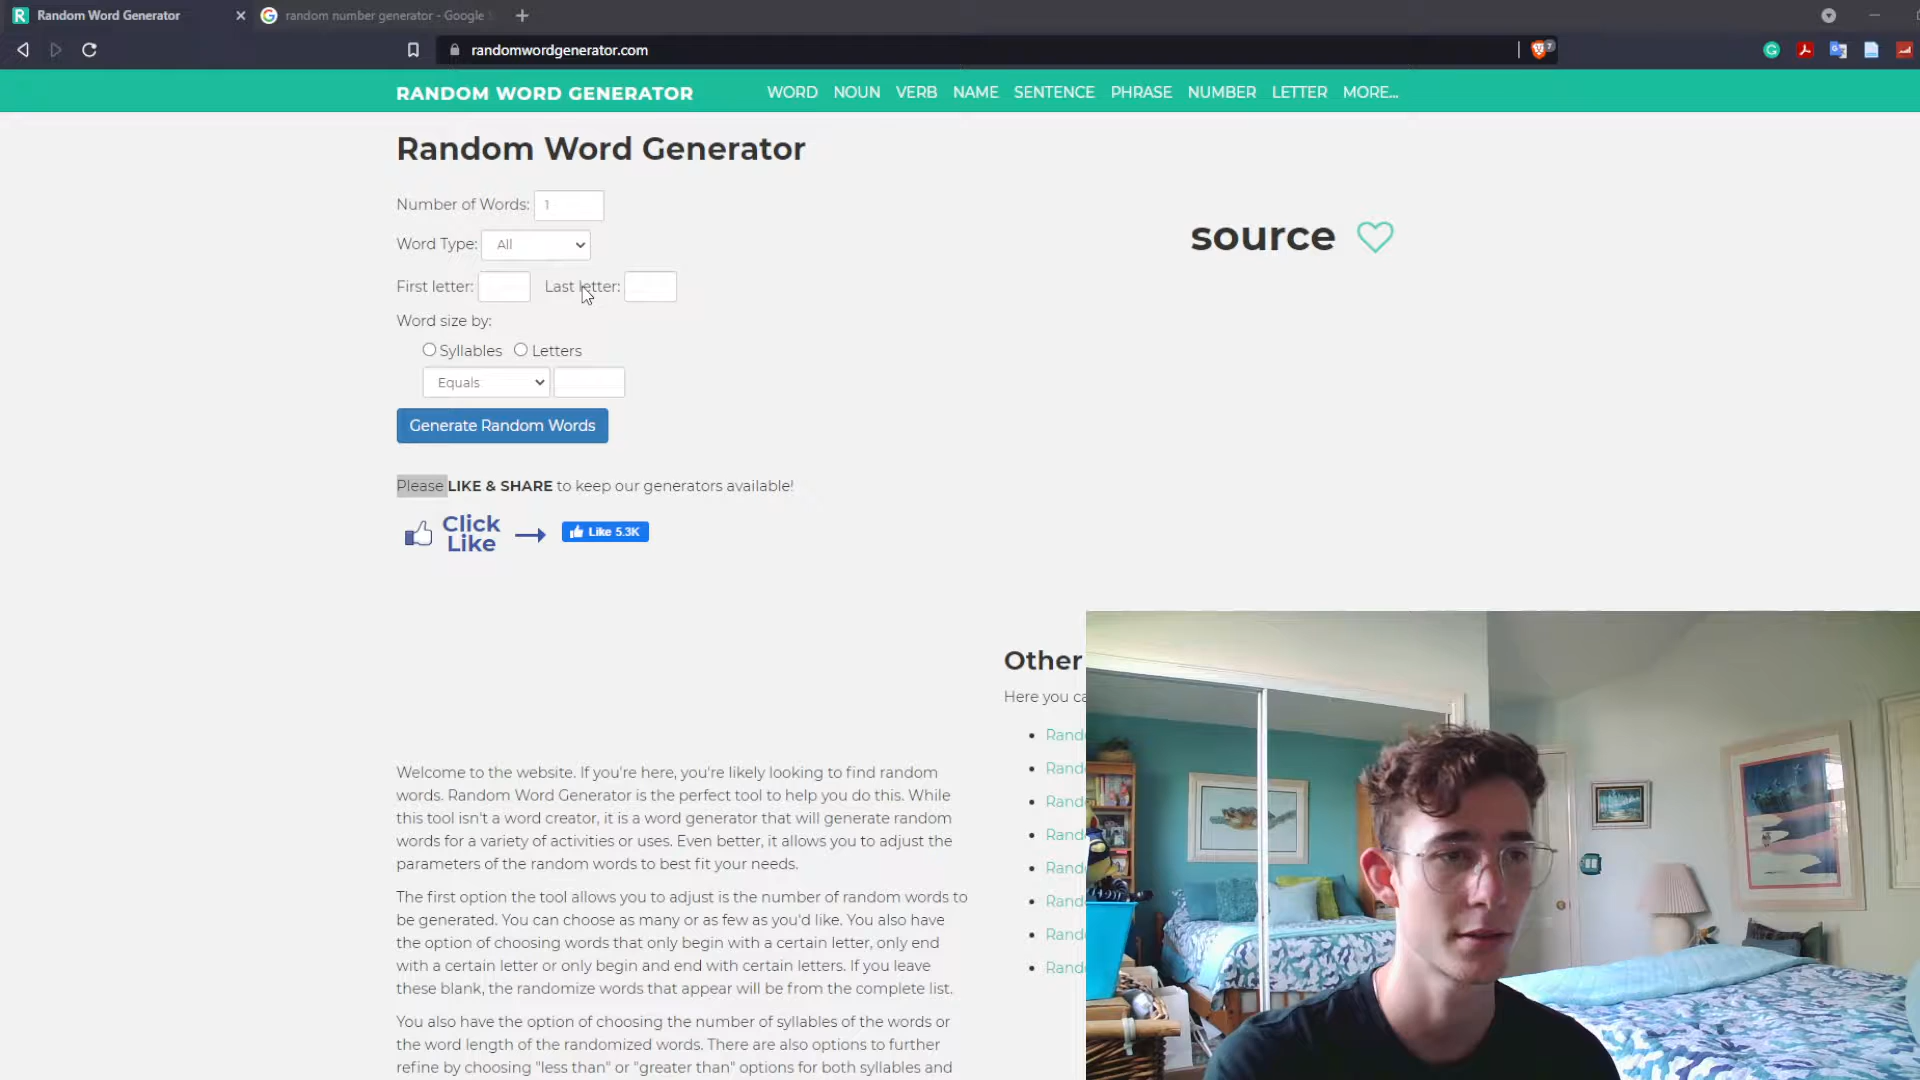 Random Word Generator
random number generator - Google
randomwordgenerator.com
7
RANDOM WORD GENERATOR
WORD NOUN VERB NAME SENTENCE PHRASE NUMBER LETTER MORE...
Random Word Generator
Number of Words: 1
source
Word Type: All
First letter: Last letter:
Word size by:
Syllables Letters
Equals
Generate Random Words
Please LIKE & SHARE to keep our generators available!
Click Like
Like 5.3K
Welcome to the website. If you're here, you're likely looking to find random
words. Random Word Generator is the perfect tool to help you do this. While
this tool isn't a word creator, it is a word generator that will generate random
words for a variety of activities or uses. Even better, it allows you to adjust the
parameters of the random words to best fit your needs.
The first option the tool allows you to adjust is the number of random words to
be generated. You can choose as many or as few as you'd like. You also have
the option of choosing words that only begin with a certain letter, only end
with a certain letter or only begin and end with certain letters. If you leave
these blank, the randomize words that appear will be from the complete list.
You also have the option of choosing the number of syllables of the words or
the word length of the randomized words. There are also options to further
refine by choosing "less than" or "greater than" options for both syllables and
Other
Here you ca
Rand
Rand
Rand
Rand
Rand
Rand
Rand
Rand